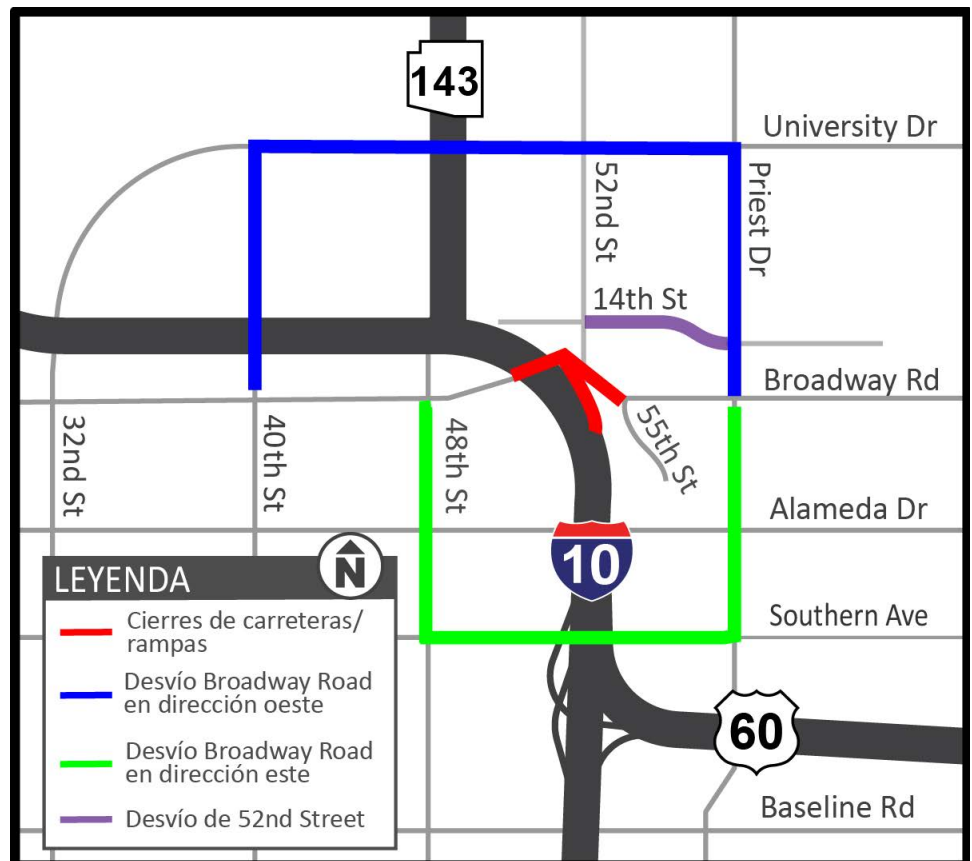 143
University Dr
52nd St
Priest Dr
14th St
Broadway Rd
32nd St
40th St
48th St
55th St
Alameda Dr
10
N
LEYENDA
Cierres de carreteras/
rampas
Southern Ave
Desvío Broadway Road
en dirección oeste
60
Desvío Broadway Road
en dirección este
Baseline Rd
Desvío de 52nd Street